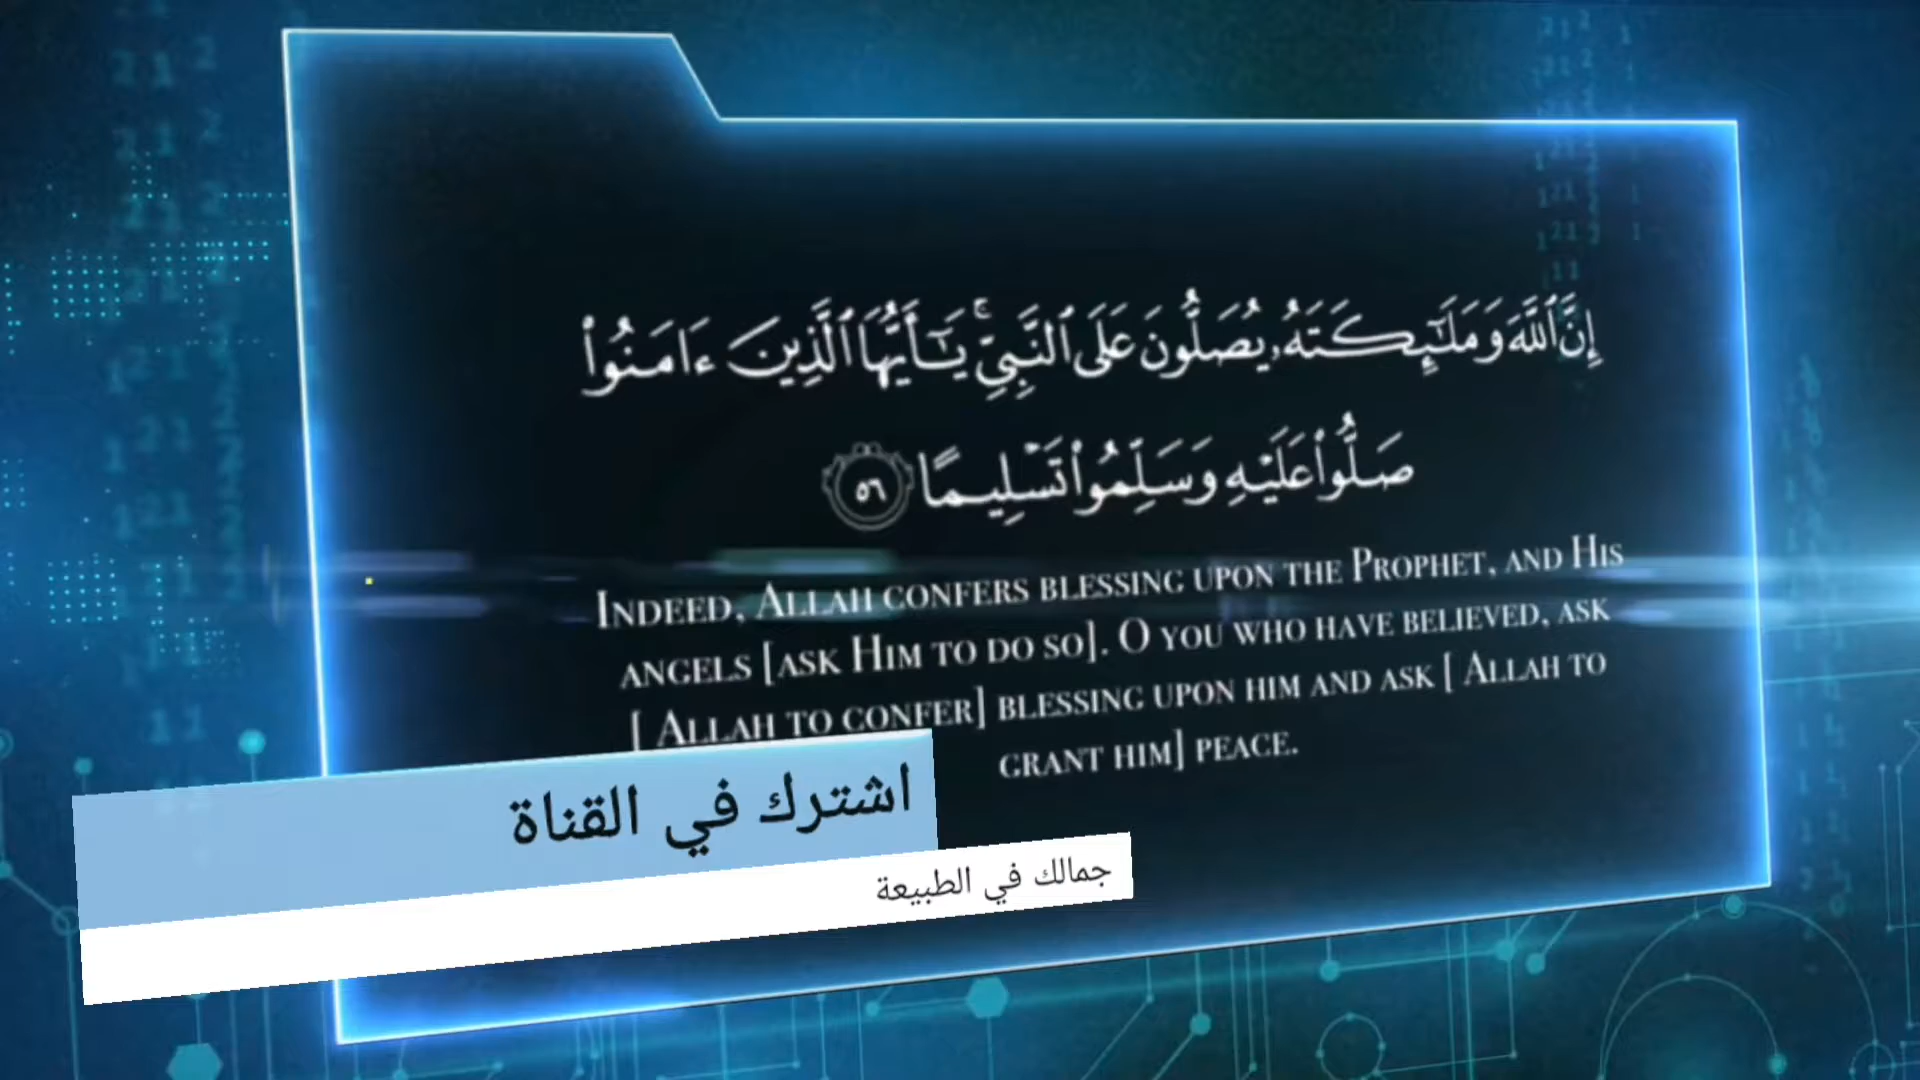 إِنَّ ٱللَّهَ وَمَلَـٰٓئِكَتَهُۥ يُصَلُّونَ عَلَى ٱلنَّبِىِّ ۚ يَـٰٓأَيُّهَا ٱلَّذِينَ ءَامَنُوا۟
صَلُّوا۟ عَلَيْهِ وَسَلِّمُوا۟ تَسْلِيمًا ٥٦
INDEED, ALLAH CONFERS BLESSING UPON THE PROPHET, AND HIS
ANGELS [ASK HIM TO DO SO]. O YOU WHO HAVE BELIEVED, ASK
[ ALLAH TO CONFER] BLESSING UPON HIM AND ASK [ ALLAH TO
GRANT HIM] PEACE.
اشترك في القناة
جمالك في الطبيعة